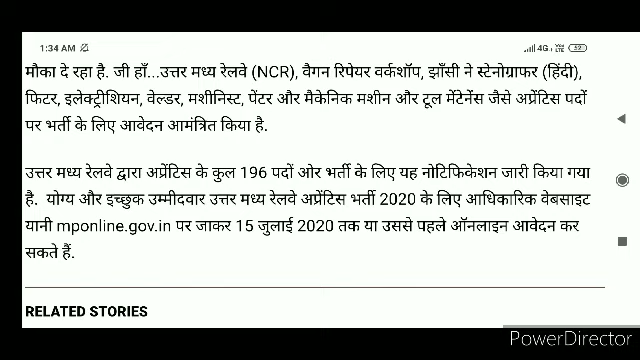 1:34 AM
4G
52
मौका दे रहा है. जी हाँ...उत्तर मध्य रेलवे (NCR), वैगन रिपेयर वर्कशॉप, झाँसी ने स्टेनोग्राफर (हिंदी),
फिटर, इलेक्ट्रीशियन, वेल्डर, मशीनिस्ट, पेंटर और मैकेनिक मशीन और टूल मेंटेनेंस जैसे अप्रेंटिस पदों
पर भर्ती के लिए आवेदन आमंत्रित किया है.
उत्तर मध्य रेलवे द्वारा अप्रेंटिस के कुल 196 पदों ओर भर्ती के लिए यह नोटिफिकेशन जारी किया गया
है. योग्य और इच्छुक उम्मीदवार उत्तर मध्य रेलवे अप्रेंटिस भर्ती 2020 के लिए आधिकारिक वेबसाइट
यानी mponline.gov.in पर जाकर 15 जुलाई 2020 तक या उससे पहले ऑनलाइन आवेदन कर
सकते हैं.
RELATED STORIES
PowerDirector